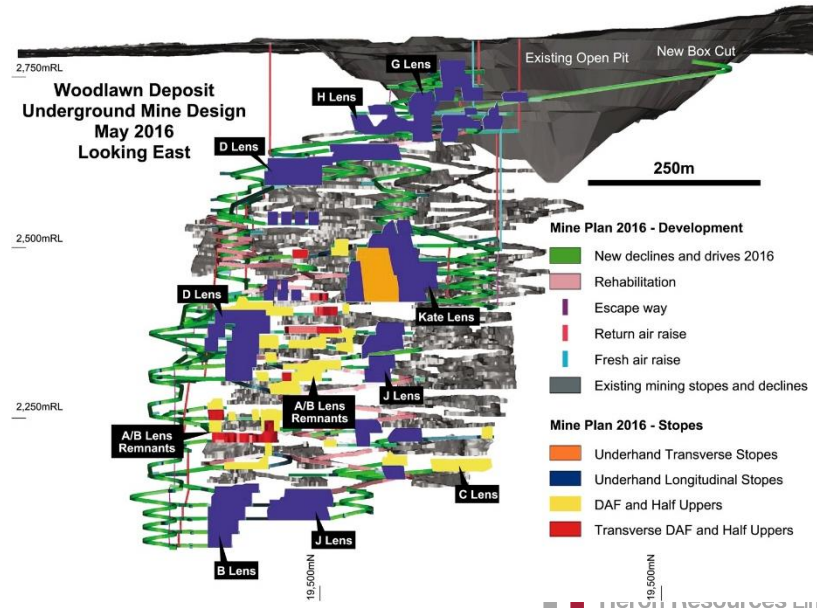 2,750mRL
Woodlawn Deposit
Underground Mine Design
May 2016
Looking East
G Lens
Existing Open Pit
New Box Cut
H Lens
D Lens
250m
2,500mRL
D Lens
Kate Lens
A/B Lens
Remnants
J Lens
2,250mRL
A/B Lens
Remnants
C Lens
J Lens
B Lens
19,500mN
19,750mN
Mine Plan 2016 - Development
New declines and drives 2016
Rehabilitation
Escape way
Return air raise
Fresh air raise
Existing mining stopes and declines
Mine Plan 2016 - Stopes
Underhand Transverse Stopes
Underhand Longitudinal Stopes
DAF and Half Uppers
Transverse DAF and Half Uppers
Heron Resources Lim